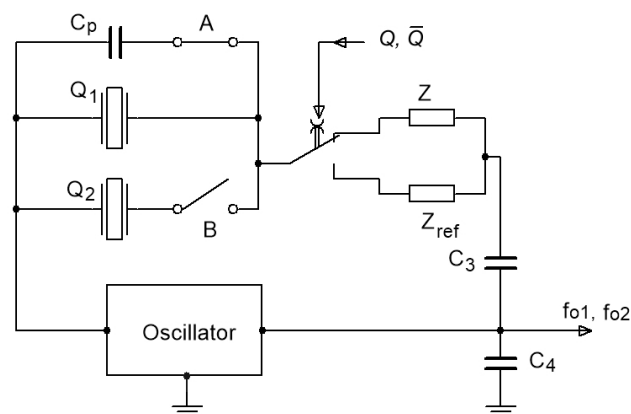 Cp
A
Q, Q̅
Q1
Z
Q2
B
Zref
C3
Oscillator
fo1, fo2
C4